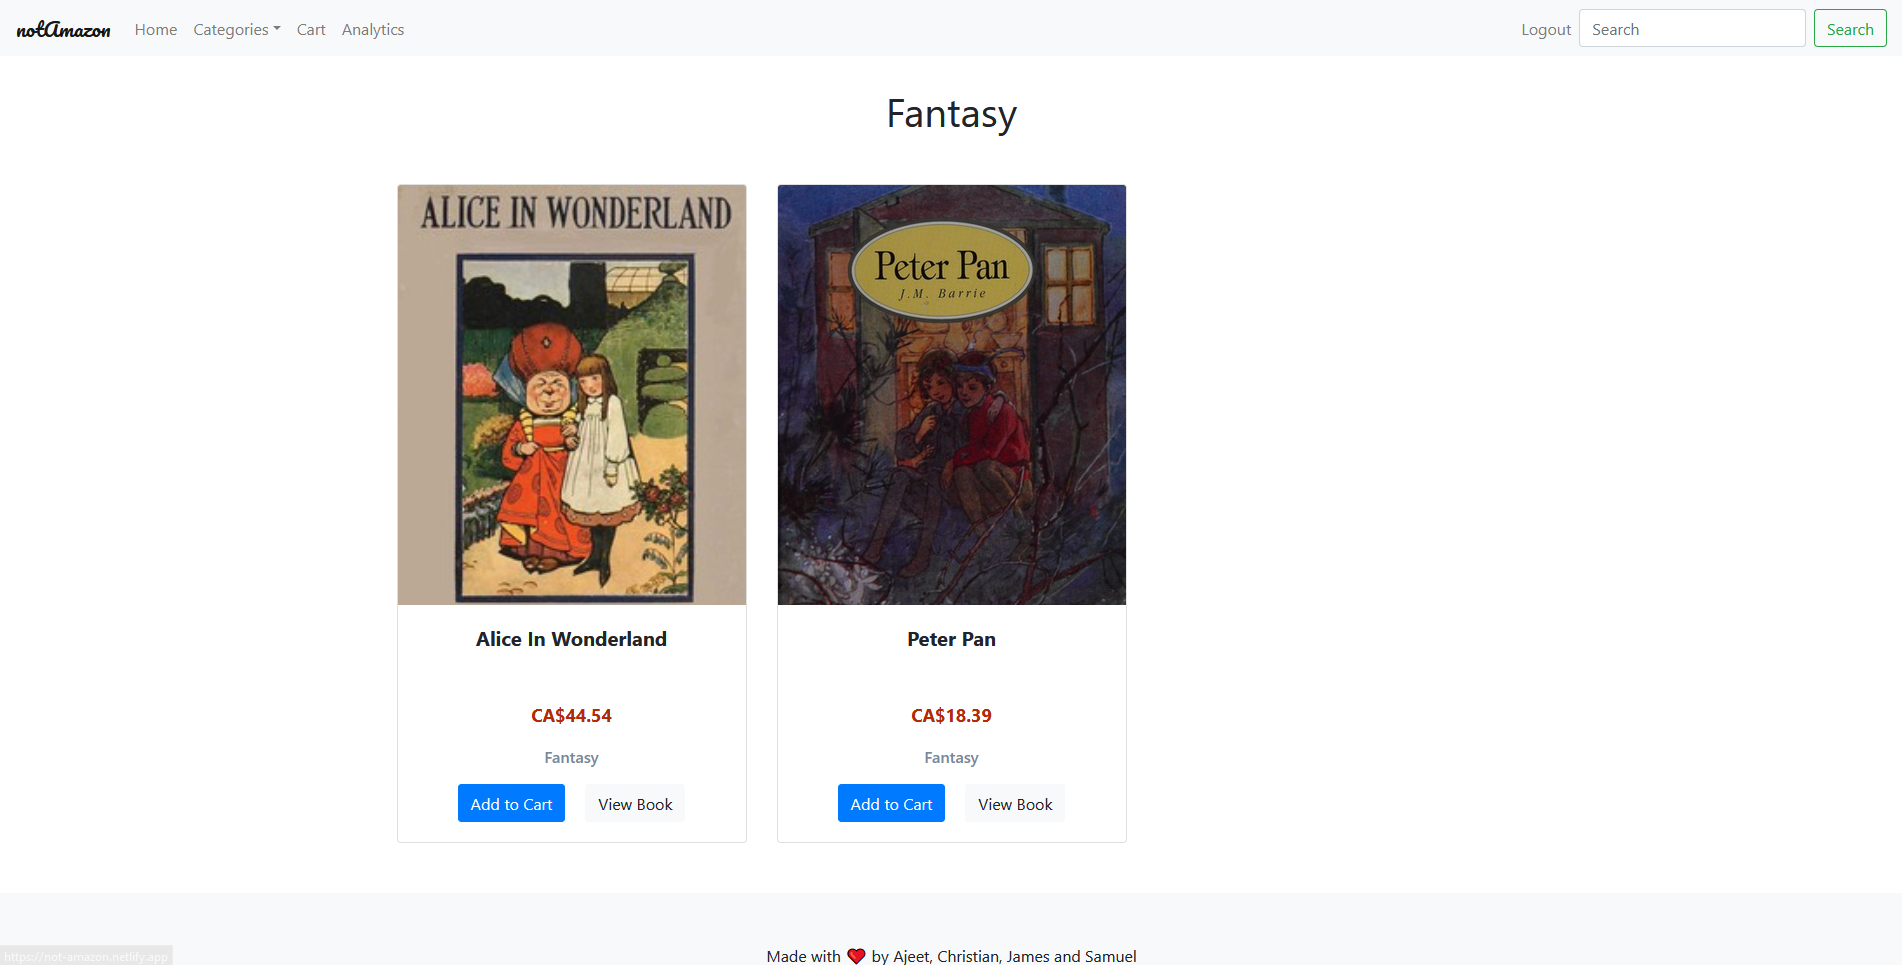 notAmazon Home Categories Cart Analytics Logout Search Search
Fantasy
ALICE IN WONDERLAND
Peter Pan
J.M. Barrie
Alice In Wonderland
CA$44.54
Fantasy
Add to Cart View Book
Peter Pan
CA$18.39
Fantasy
Add to Cart View Book
Made with ❤ by Ajeet, Christian, James and Samuel
https://not-amazon.netlify.app